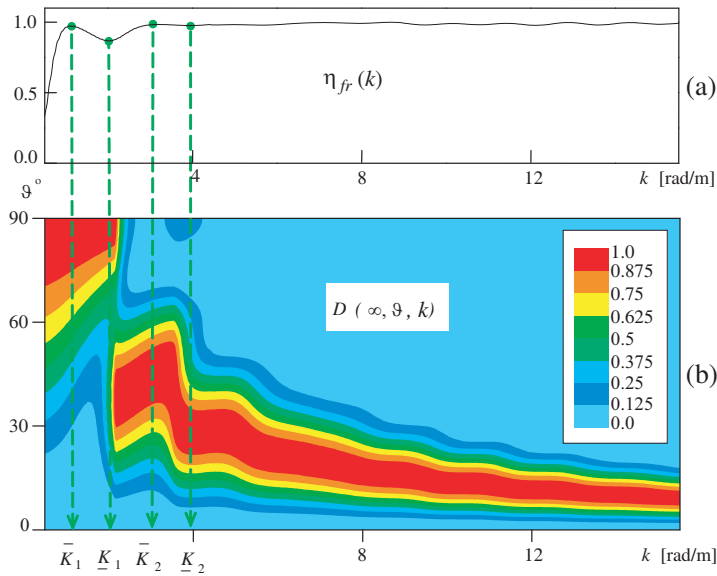 1.0
η_fr(k)
(a)
0.5
0.0
ϑ°
4
12
k [rad/m]
90
1.0
0.875
0.75
0.625
0.5
0.375
0.25
0.125
0.0
D (∞, ϑ, k)
60
(b)
30
0
K̅ 1
K̲ 1
K̅ 2
K̲ 2
4
8
12
k [rad/m]